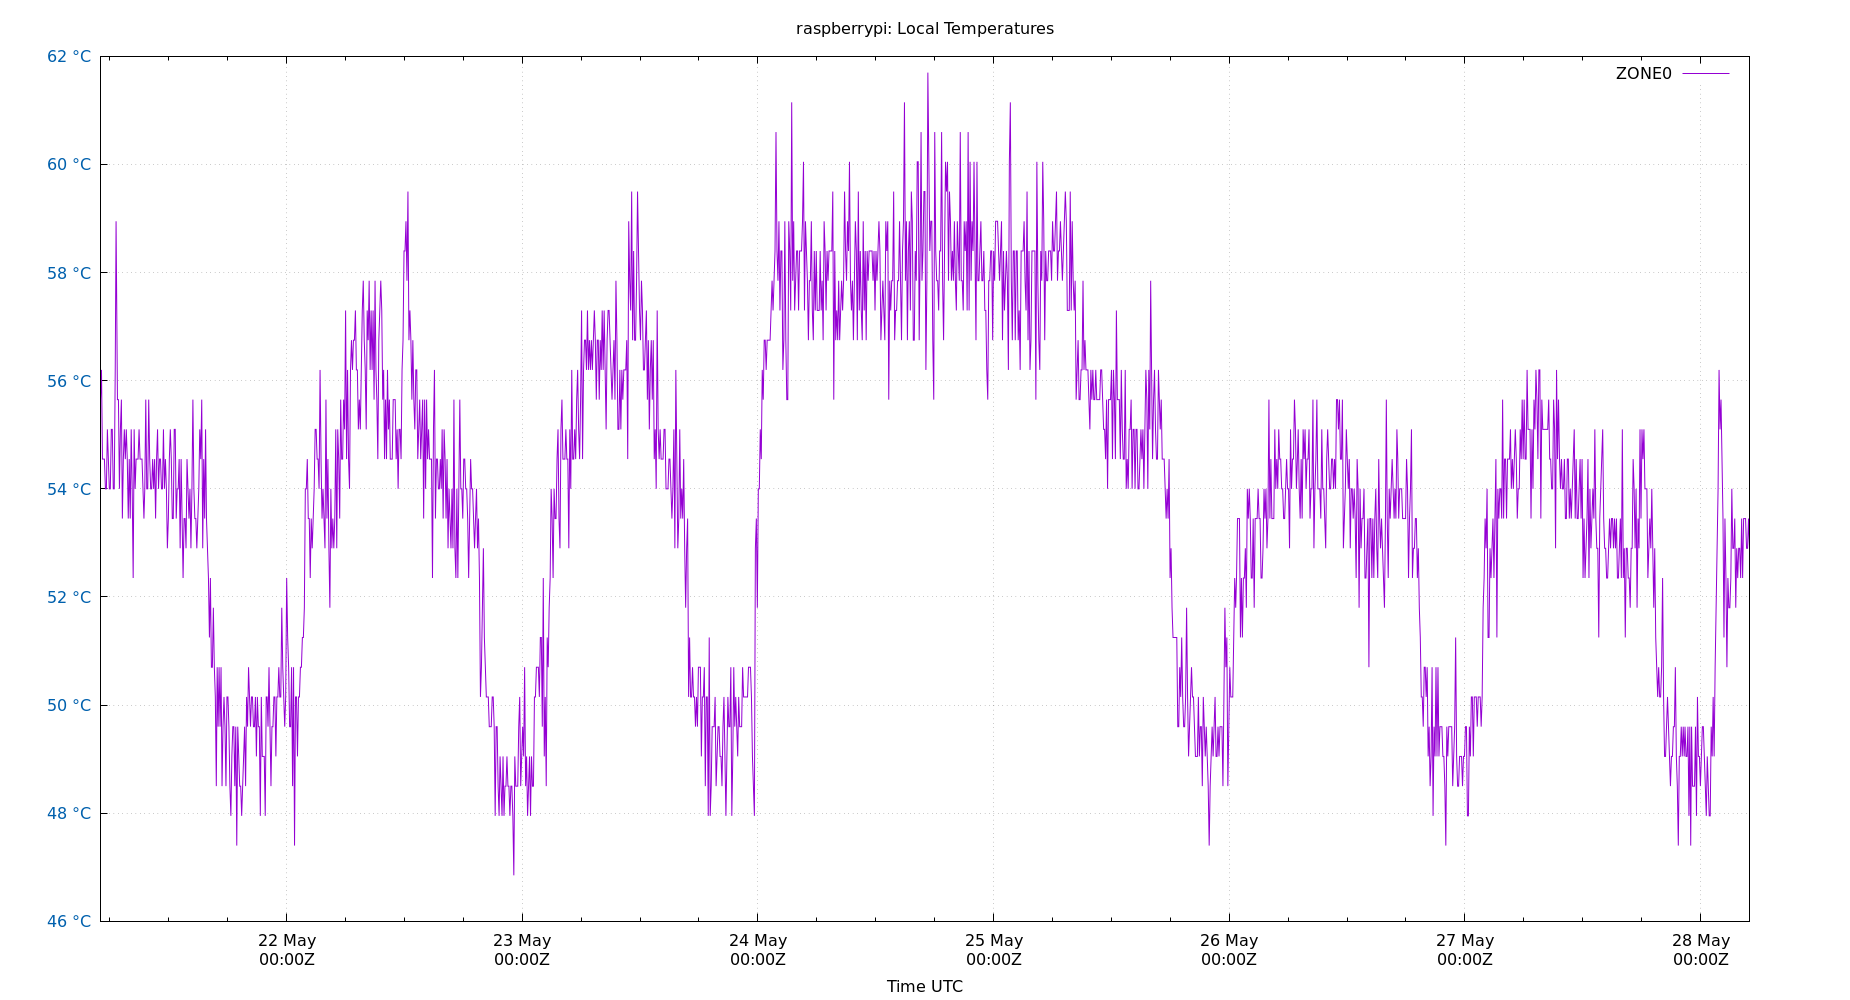 raspberrypi: Local Temperatures
62 °C
ZONE0
60 °C
58 °C
56 °C
54 °C
52 °C
50 °C
48 °C
46 °C
22 May 23 May 24 May 25 May 26 May 27 May 28 May
00:00Z 00:00Z 00:00Z 00:00Z 00:00Z 00:00Z 00:00Z
Time UTC